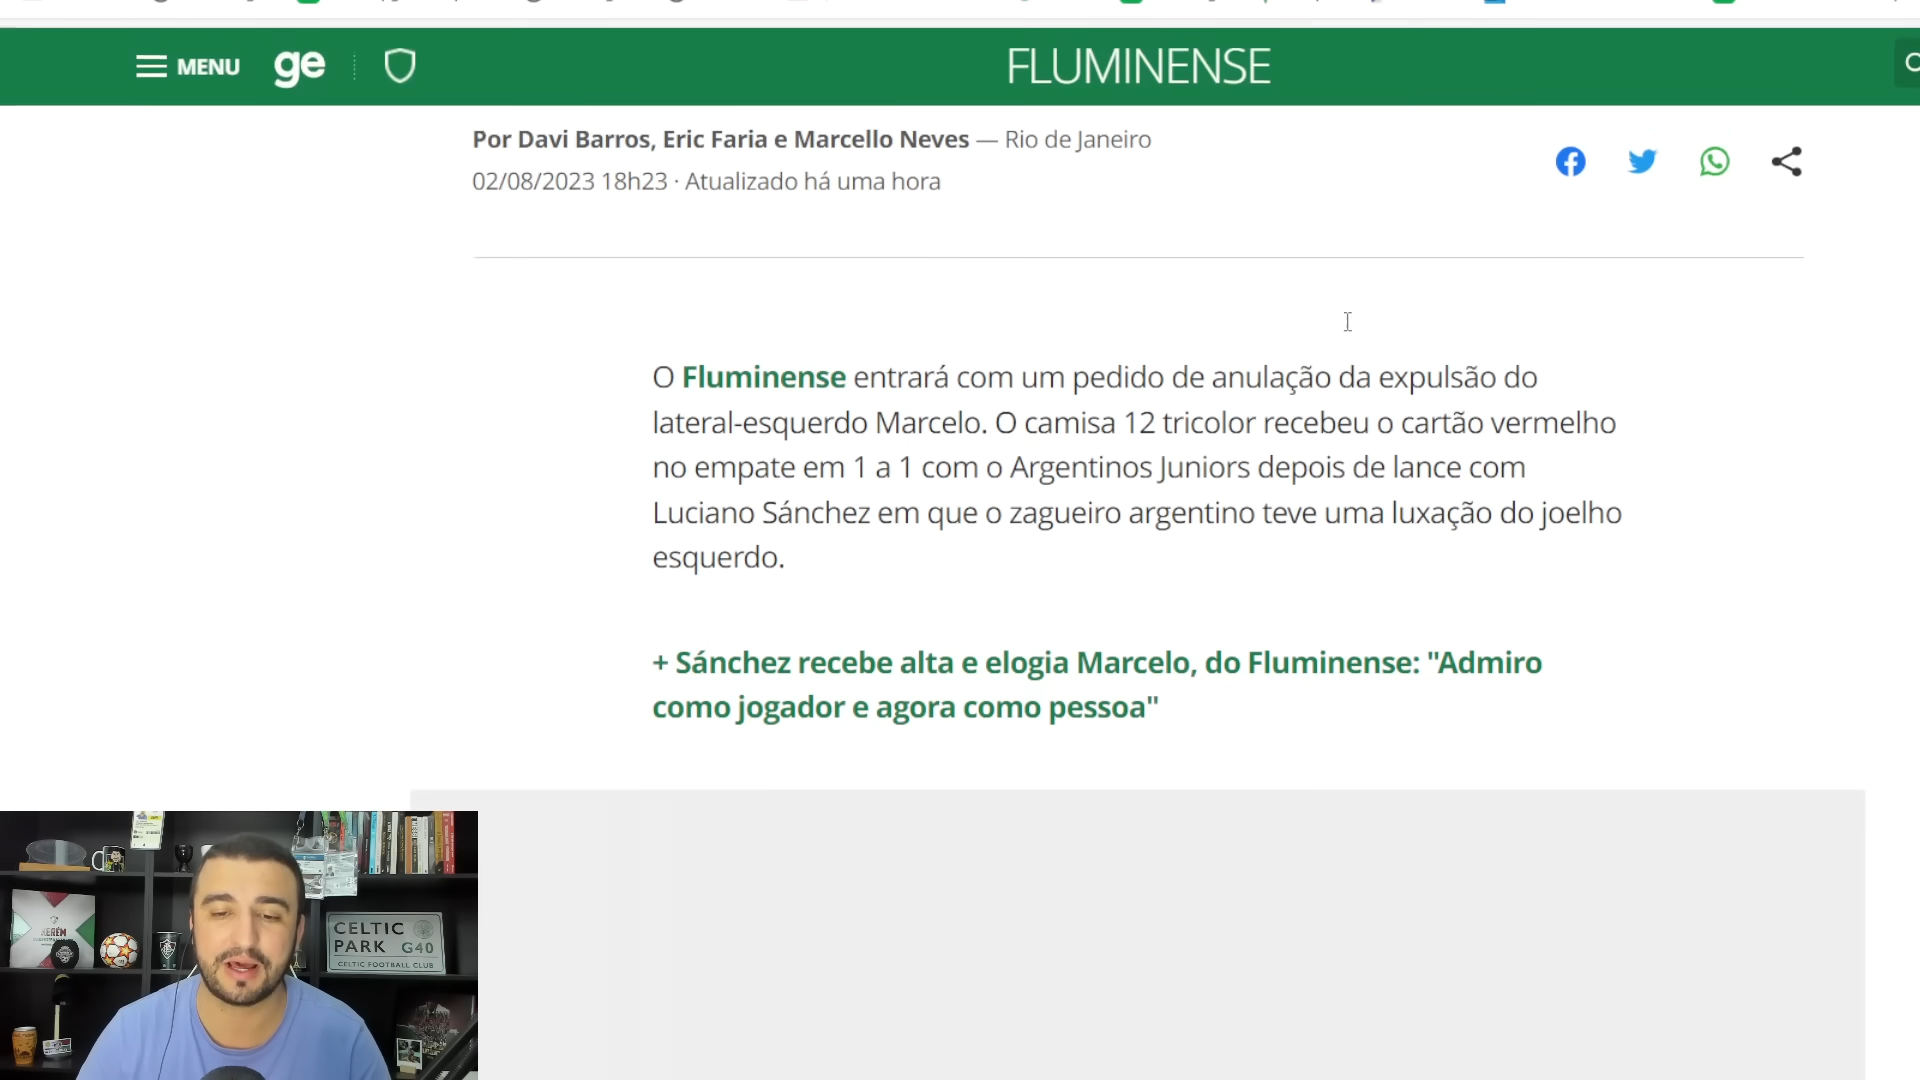 MENU ge FLUMINENSE
Por Davi Barros, Eric Faria e Marcello Neves — Rio de Janeiro
02/08/2023 18h23 · Atualizado há uma hora
O Fluminense entrará com um pedido de anulação da expulsão do
lateral-esquerdo Marcelo. O camisa 12 tricolor recebeu o cartão vermelho
no empate em 1 a 1 com o Argentinos Juniors depois de lance com
Luciano Sánchez em que o zagueiro argentino teve uma luxação do joelho
esquerdo.
+ Sánchez recebe alta e elogia Marcelo, do Fluminense: "Admiro
como jogador e agora como pessoa"
CELTIC
PARK G40
CELTIC FOOTBALL CLUB